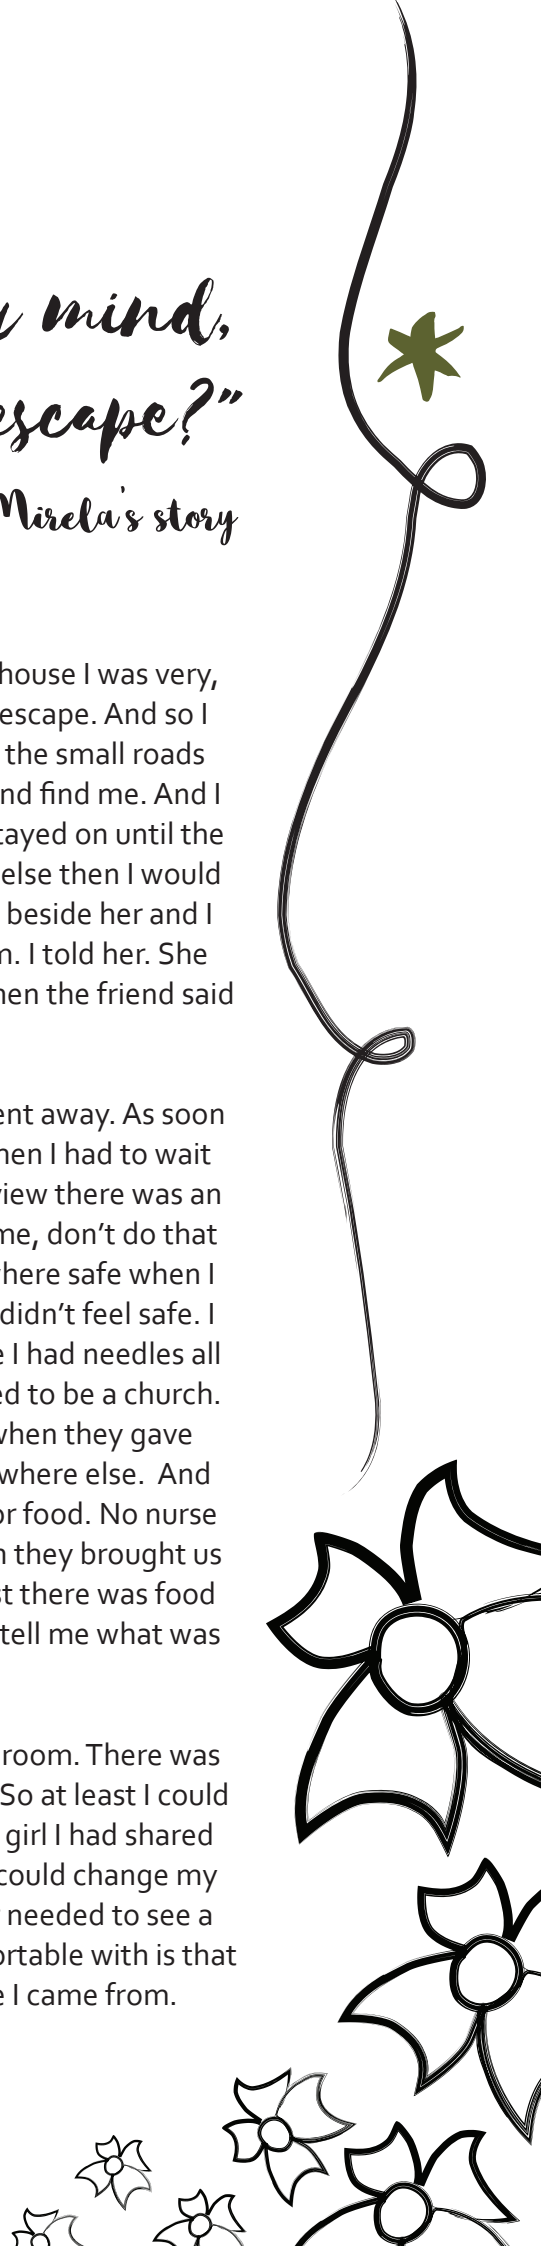 mind,
escape?”
Mirela's story
house I was very,
escape. And so I
the small roads
nd find me. And I
tayed on until the
else then I would
beside her and I
m. I told her. She
hen the friend said
ent away. As soon
hen I had to wait
view there was an
me, don’t do that
here safe when I
didn’t feel safe. I
e I had needles all
ed to be a church.
when they gave
where else. And
or food. No nurse
n they brought us
st there was food
tell me what was
room. There was
So at least I could
girl I had shared
could change my
needed to see a
ortable with is that
e I came from.